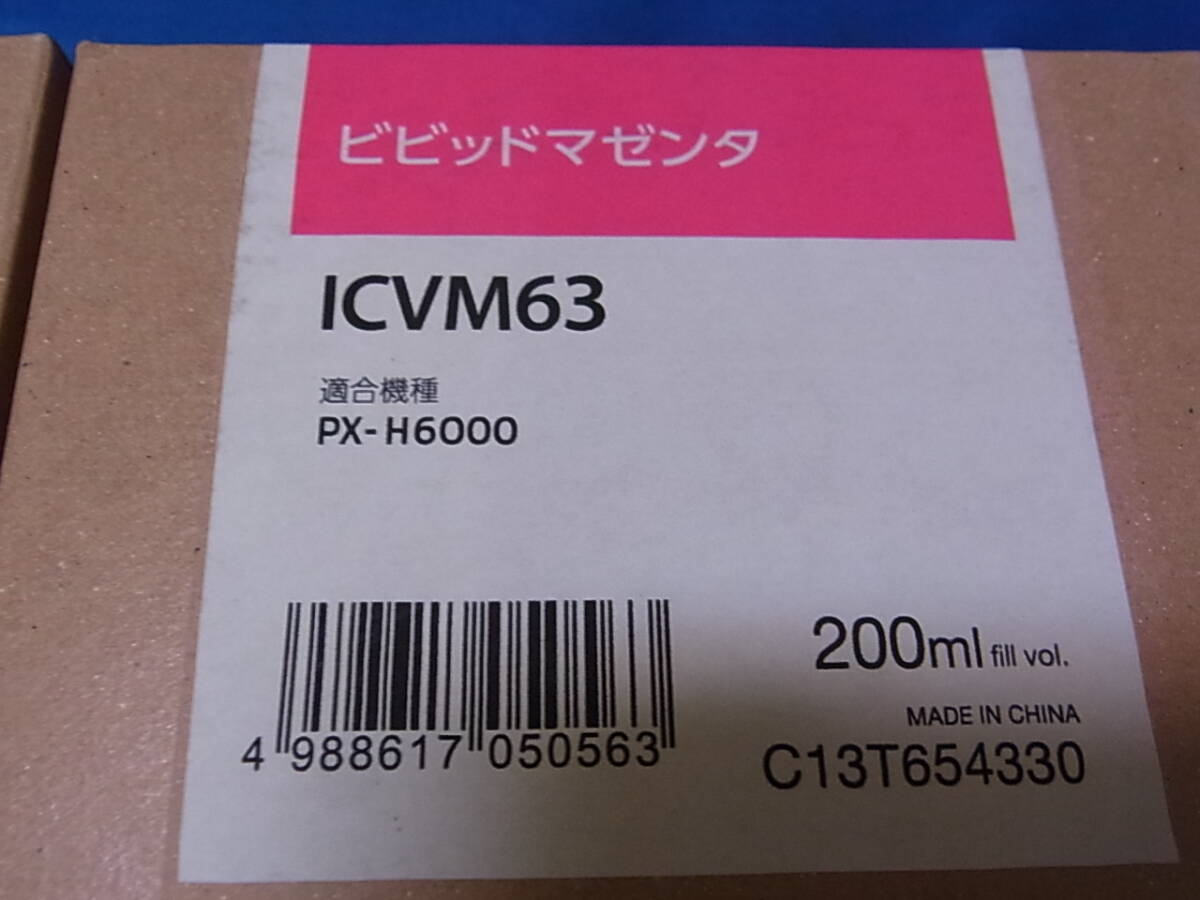 ビビッドマゼンタ
ICVM63
適合機種
PX-H6000
200ml fill vol.
MADE IN CHINA
4 988617 050563
C13T654330